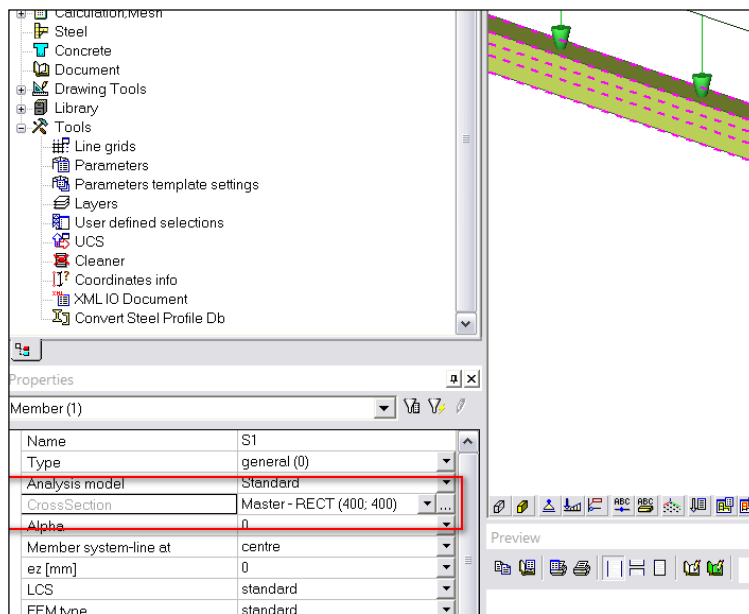 Calculation,Mesh
Steel
Concrete
Document
Drawing Tools
Library
Tools
Line grids
Parameters
Parameters template settings
Layers
User defined selections
UCS
Cleaner
Coordinates info
XML IO Document
Convert Steel Profile Db
Properties
Member (1)
Name S1
Type general (0)
Analysis model Standard
CrossSection Master - RECT (400; 400) ...
Alpha 0
Member system-line at centre
ez [mm] 0
LCS standard
FEM type standard
ABC ABC
Preview